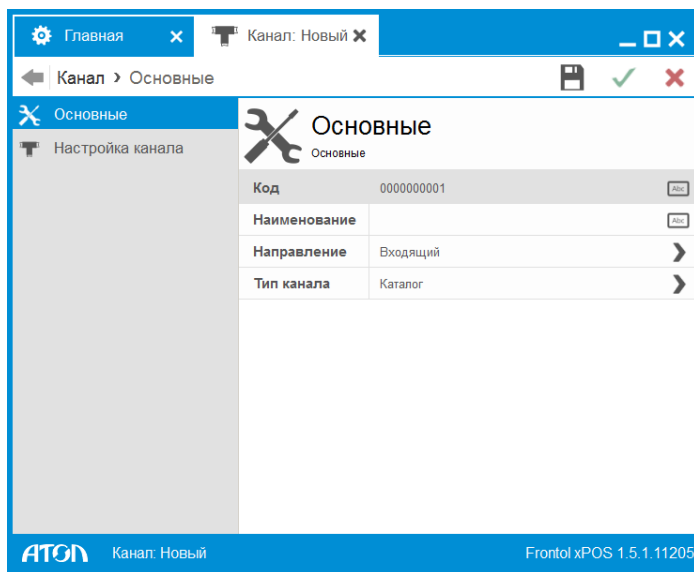 Главная
Канал: Новый
Канал › Основные
Основные
Настройка канала
Основные
Основные
Код 0000000001 Abc
Наименование Abc
Направление Входящий
Тип канала Каталог
АТОЛ Канал: Новый Frontol xPOS 1.5.1.11205